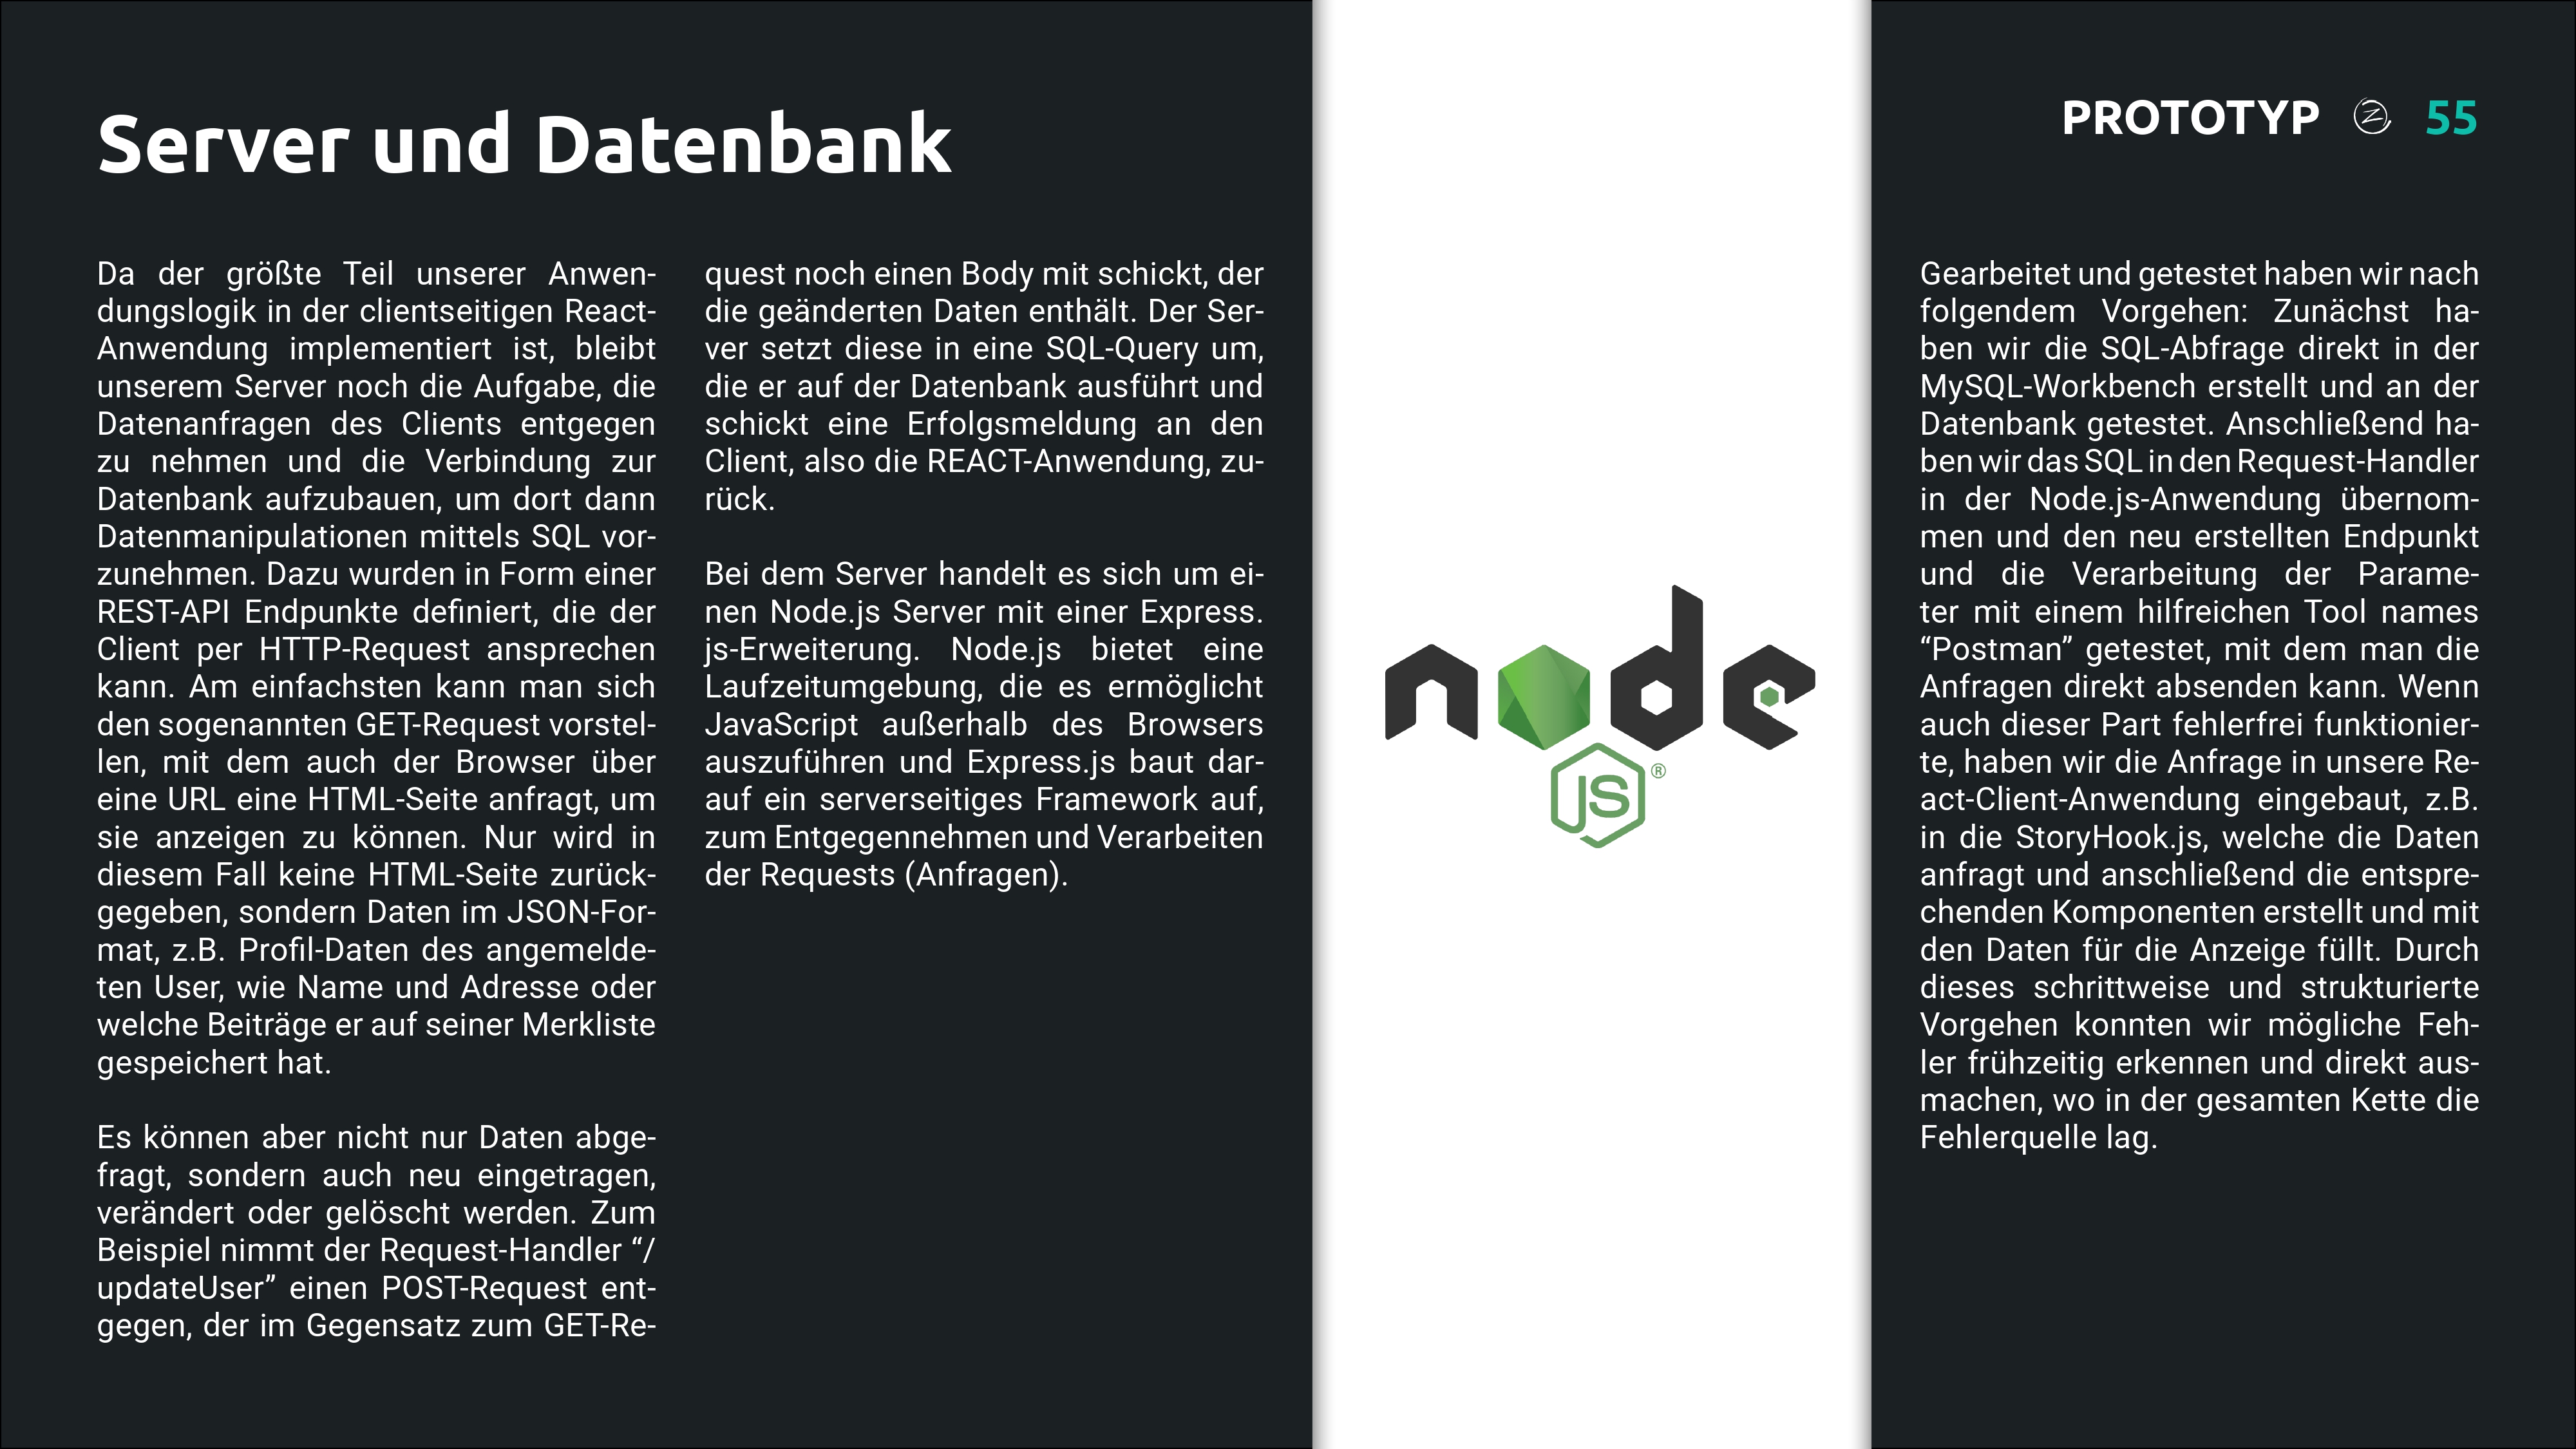 Server und Datenbank
PROTOTYP
55
Da der größte Teil unserer Anwen-
dungslogik in der clientseitigen React-
Anwendung implementiert ist, bleibt
unserem Server noch die Aufgabe, die
Datenanfragen des Clients entgegen
zu nehmen und die Verbindung zur
Datenbank aufzubauen, um dort dann
Datenmanipulationen mittels SQL vor-
zunehmen. Dazu wurden in Form einer
REST-API Endpunkte definiert, die der
Client per HTTP-Request ansprechen
kann. Am einfachsten kann man sich
den sogenannten GET-Request vorstel-
len, mit dem auch der Browser über
eine URL eine HTML-Seite anfragt, um
sie anzeigen zu können. Nur wird in
diesem Fall keine HTML-Seite zurück-
gegeben, sondern Daten im JSON-For-
mat, z.B. Profil-Daten des angemelde-
ten User, wie Name und Adresse oder
welche Beiträge er auf seiner Merkliste
gespeichert hat.
Es können aber nicht nur Daten abge-
fragt, sondern auch neu eingetragen,
verändert oder gelöscht werden. Zum
Beispiel nimmt der Request-Handler “/
updateUser” einen POST-Request ent-
gegen, der im Gegensatz zum GET-Re-
quest noch einen Body mit schickt, der
die geänderten Daten enthält. Der Ser-
ver setzt diese in eine SQL-Query um,
die er auf der Datenbank ausführt und
schickt eine Erfolgsmeldung an den
Client, also die REACT-Anwendung, zu-
rück.
Bei dem Server handelt es sich um ei-
nen Node.js Server mit einer Express.
js-Erweiterung. Node.js bietet eine
Laufzeitumgebung, die es ermöglicht
JavaScript außerhalb des Browsers
auszuführen und Express.js baut dar-
auf ein serverseitiges Framework auf,
zum Entgegennehmen und Verarbeiten
der Requests (Anfragen).
node
JS®
Gearbeitet und getestet haben wir nach
folgendem Vorgehen: Zunächst ha-
ben wir die SQL-Abfrage direkt in der
MySQL-Workbench erstellt und an der
Datenbank getestet. Anschließend ha-
ben wir das SQL in den Request-Handler
in der Node.js-Anwendung übernom-
men und den neu erstellten Endpunkt
und die Verarbeitung der Parame-
ter mit einem hilfreichen Tool names
“Postman” getestet, mit dem man die
Anfragen direkt absenden kann. Wenn
auch dieser Part fehlerfrei funktionier-
te, haben wir die Anfrage in unsere Re-
act-Client-Anwendung eingebaut, z.B.
in die StoryHook.js, welche die Daten
anfragt und anschließend die entspre-
chenden Komponenten erstellt und mit
den Daten für die Anzeige füllt. Durch
dieses schrittweise und strukturierte
Vorgehen konnten wir mögliche Feh-
ler frühzeitig erkennen und direkt aus-
machen, wo in der gesamten Kette die
Fehlerquelle lag.